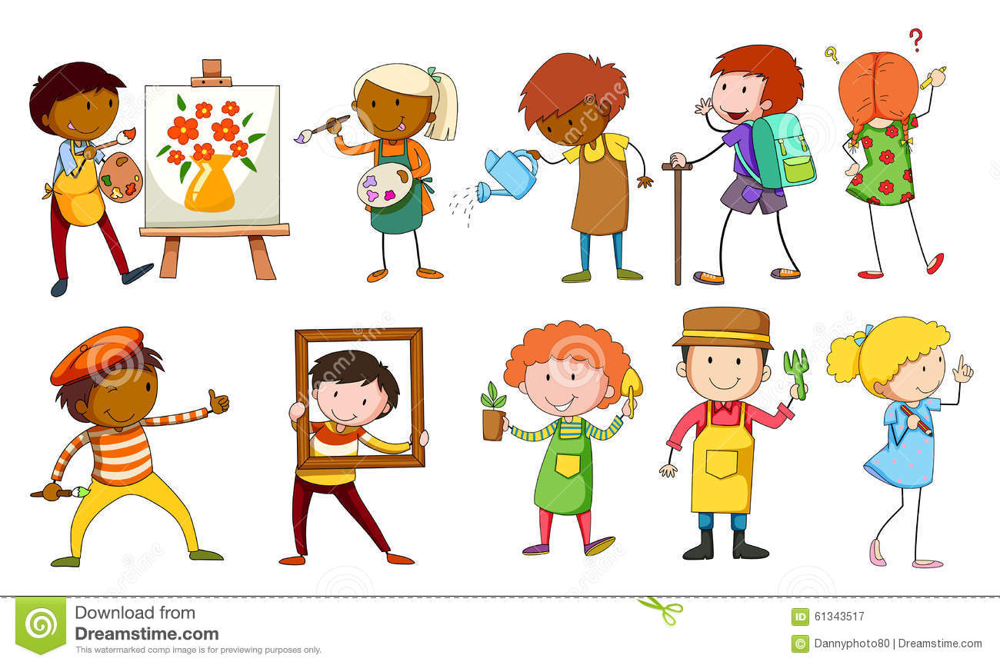 ?
?
Download from
Dreamstime.com
This watermarked comp image is for previewing purposes only.
ID 61343517
© Dannyphoto80 | Dreamstime.com